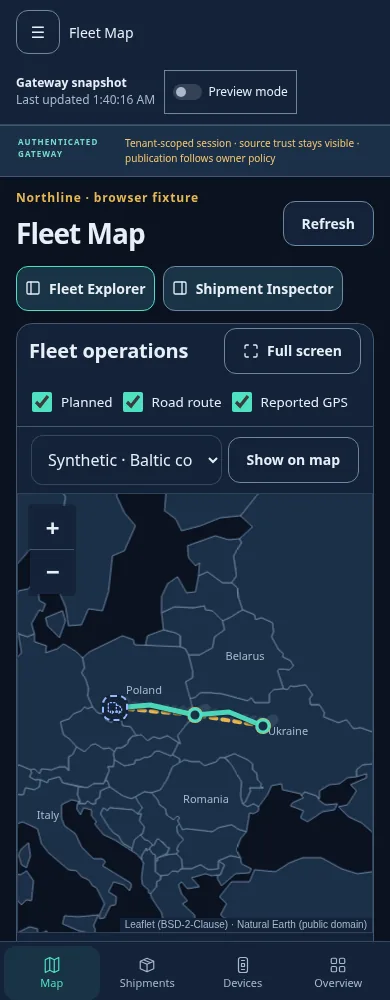 ☰ Fleet Map
Gateway snapshot
Last updated 1:40:16 AM
Preview mode
AUTHENTICATED GATEWAY
Tenant-scoped session · source trust stays visible ·
publication follows owner policy
Northline · browser fixture
Fleet Map
Refresh
Fleet Explorer
Shipment Inspector
Fleet operations
Full screen
Planned
Road route
Reported GPS
Synthetic · Baltic co
Show on map
+
−
Belarus
Poland
Ukraine
Romania
Italy
Leaflet (BSD-2-Clause) · Natural Earth (public domain)
Map
Shipments
Devices
Overview